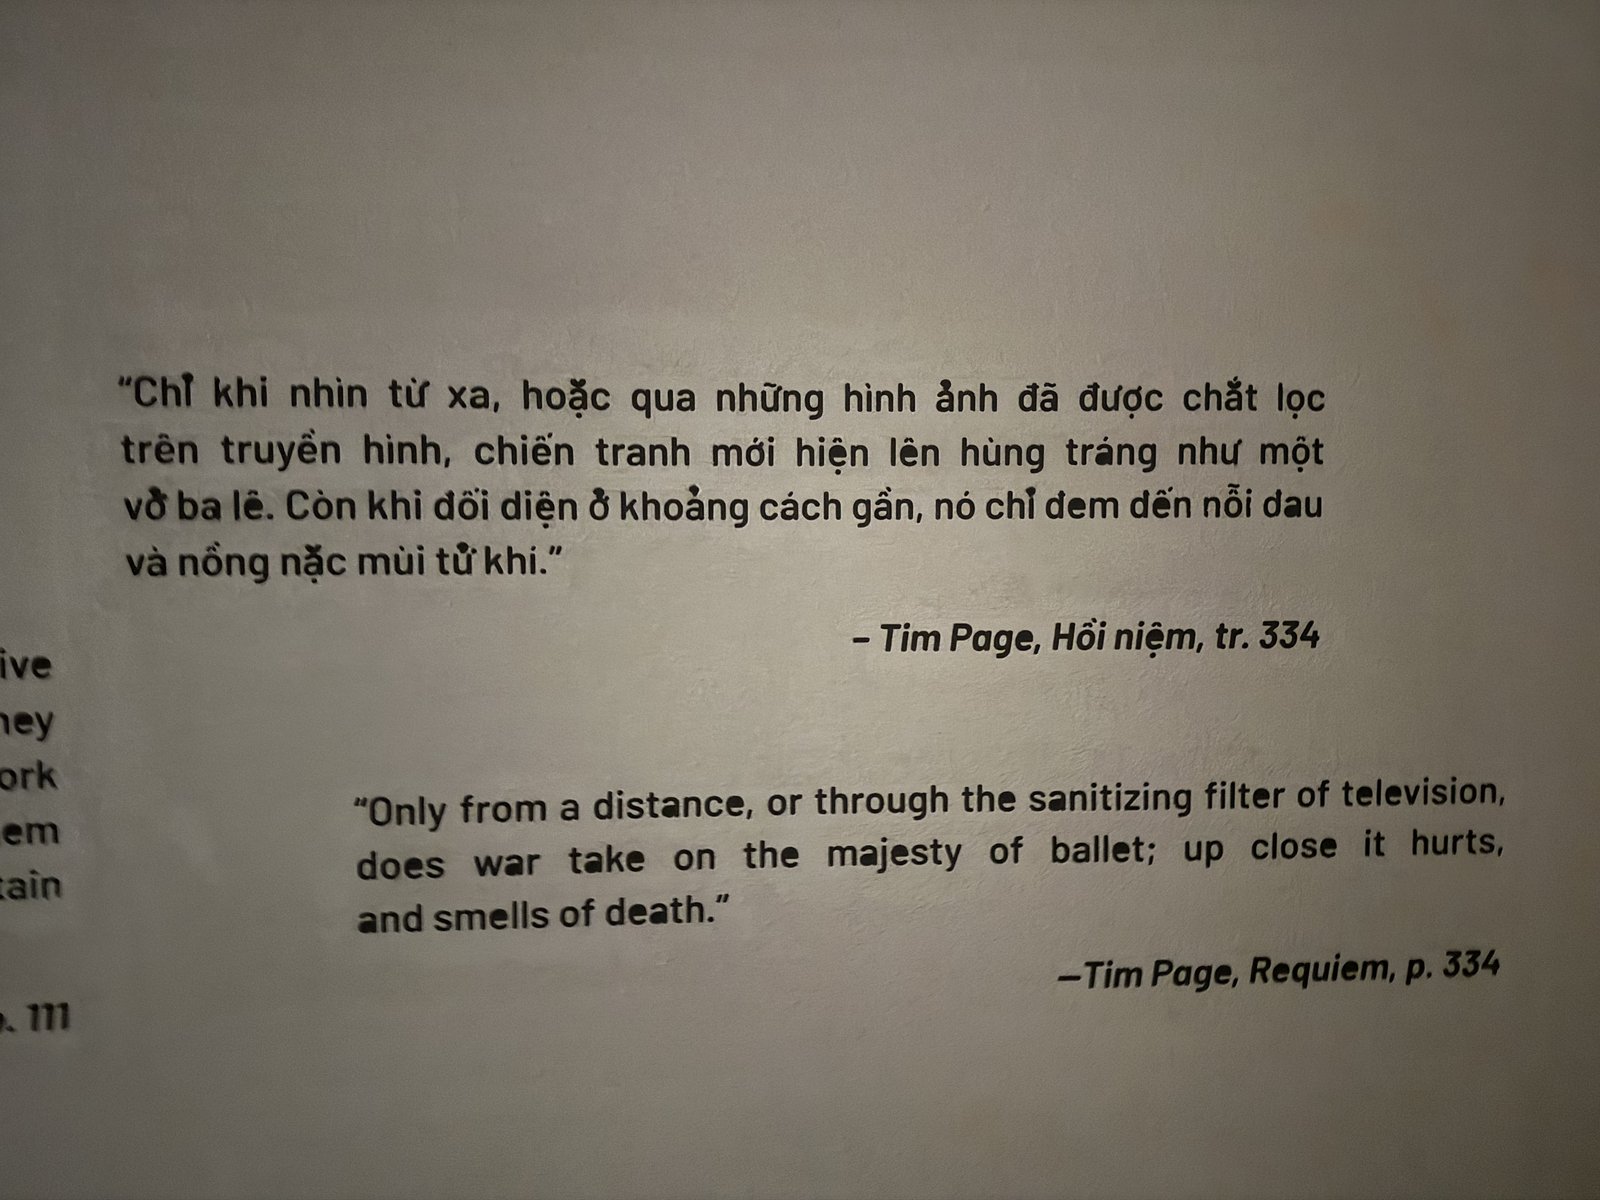 “Chỉ khi nhìn từ xa, hoặc qua những hình ảnh đã được chắt lọc
trên truyền hình, chiến tranh mới hiện lên hùng tráng như một
vở ba lê. Còn khi đối diện ở khoảng cách gần, nó chỉ đem đến nỗi đau
và nồng nặc mùi tử khí.”
– Tim Page, Hồi niệm, tr. 334
ive
hey
ork
em
tain
p. 111
“Only from a distance, or through the sanitizing filter of television,
does war take on the majesty of ballet; up close it hurts,
and smells of death.”
—Tim Page, Requiem, p. 334